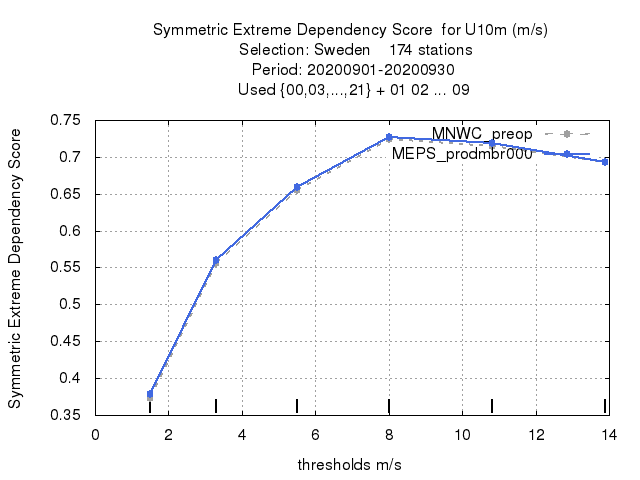 Symmetric Extreme Dependency Score  for U10m (m/s)
Selection: Sweden    174 stations
Period: 20200901-20200930
Used {00,03,...,21} + 01 02 ... 09
Symmetric Extreme Dependency Score
0.75
0.7
0.65
0.6
0.55
0.5
0.45
0.4
0.35
MNWC_preop
MEPS_prodmbr000
0 2 4 6 8 10 12 14
thresholds m/s